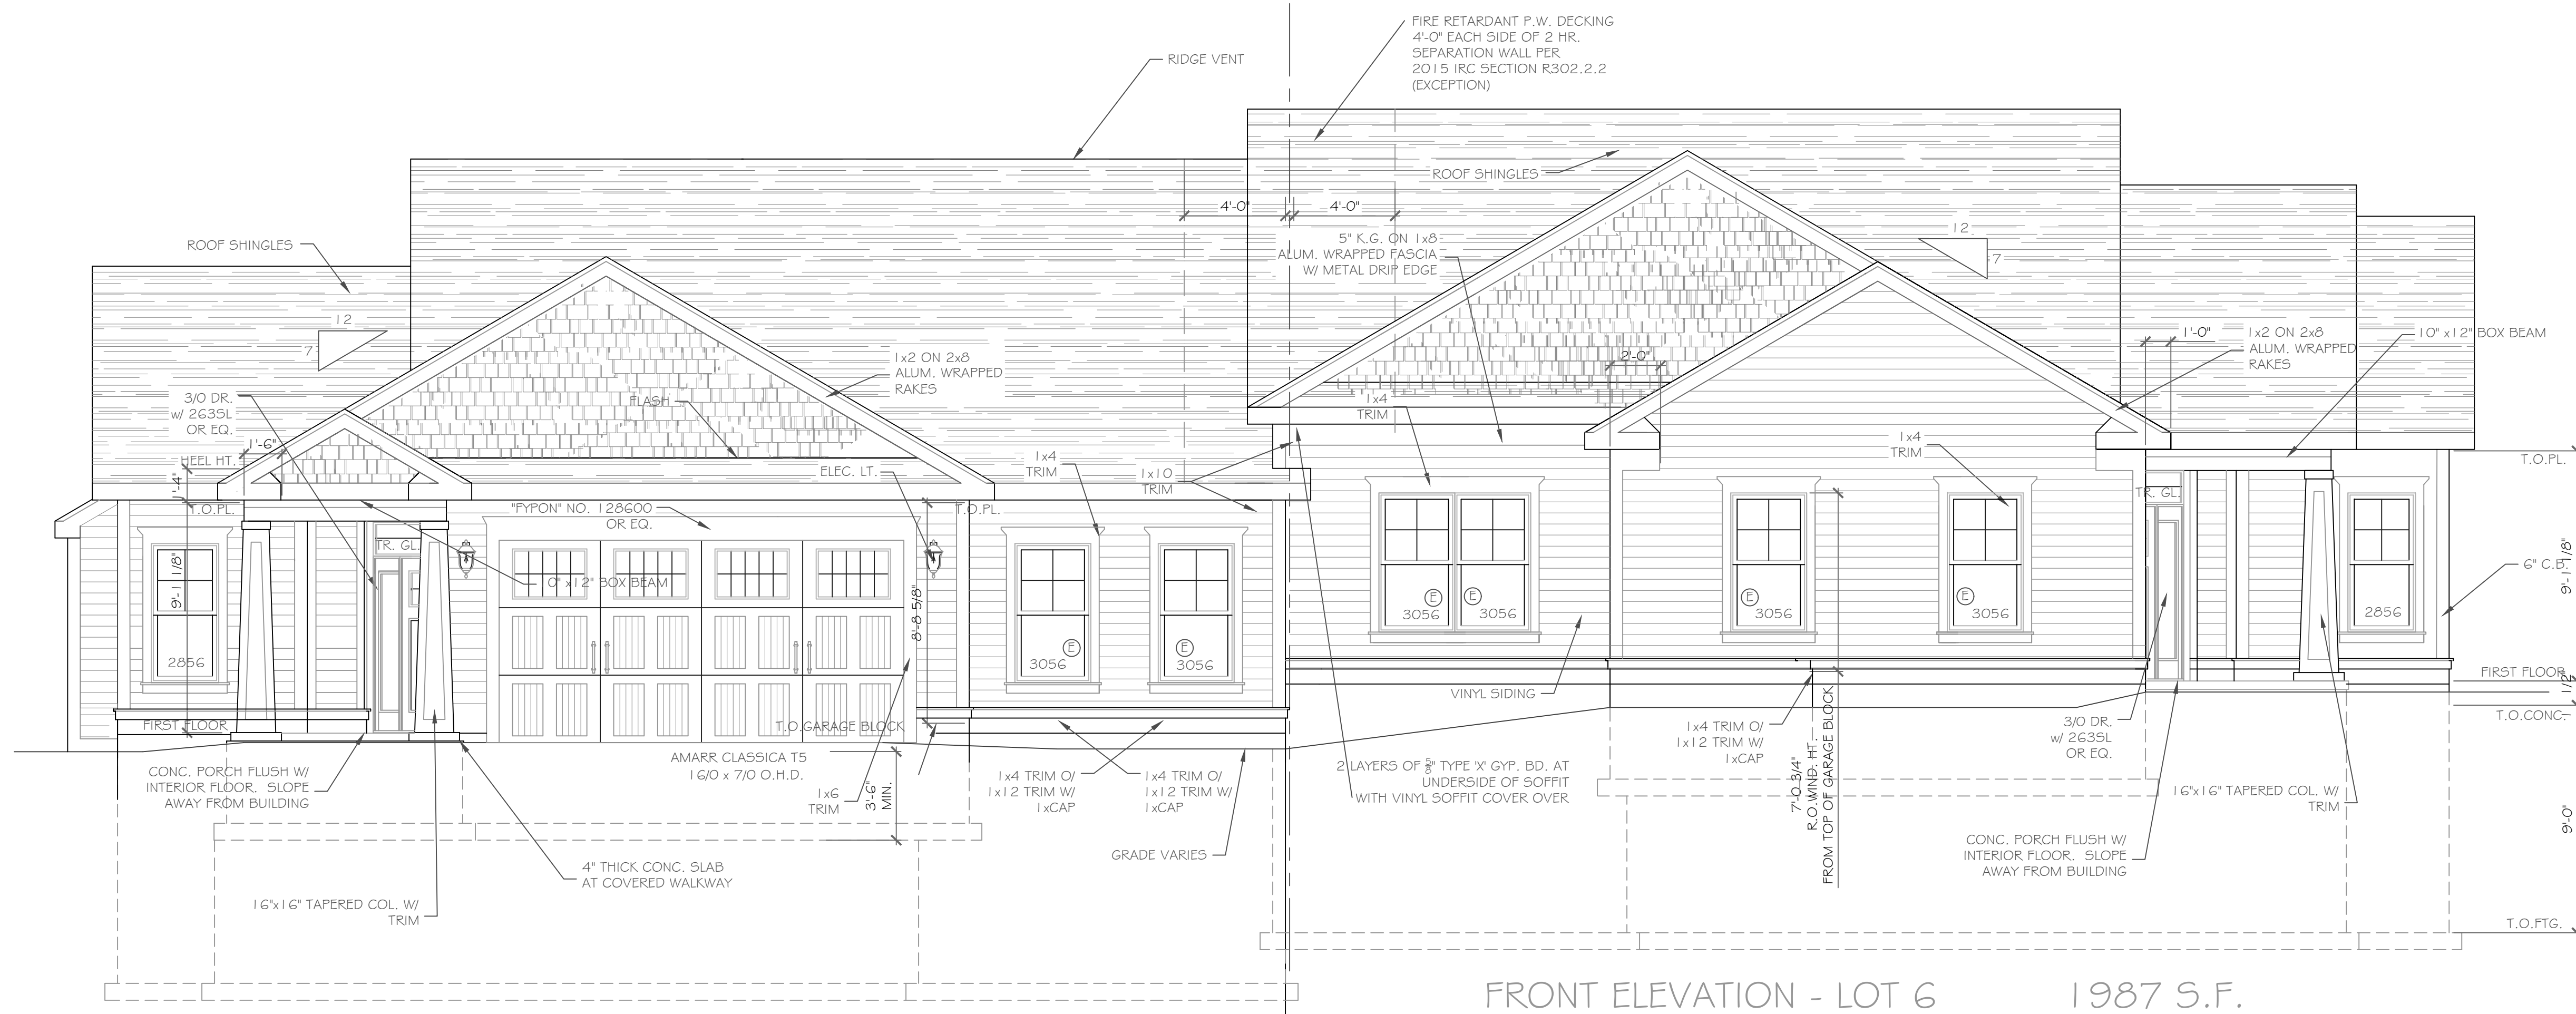 FIRE RETARDANT P.W. DECKING
4'-0" EACH SIDE OF 2 HR.
SEPARATION WALL PER
2015 IRC SECTION R302.2.2
(EXCEPTION)
RIDGE VENT
ROOF SHINGLES
4'-0"
4'-0"
5" K.G. ON 1x8
ALUM. WRAPPED FASCIA
W/ METAL DRIP EDGE
12
7
ROOF SHINGLES
12
7
1x2 ON 2x8
ALUM. WRAPPED
RAKES
3/0 DR.
w/ 263SL
OR EQ.
FLASH
1'-6"
HEEL HT.
1'-4"
2'-0"
1x4
TRIM
1'-0"
1x2 ON 2x8
ALUM. WRAPPED
RAKES
10" x12" BOX BEAM
1x4
TRIM
T.O.PL.
ELEC. LT.
1x4
TRIM
1x10
TRIM
T.O.PL.
"FYPON" NO. 128600
OR EQ.
T.O.PL.
TR. GL.
TR. GL.
9'-1 1/8"
0" x12" BOX BEAM
8'-8 5/8"
6" C.B.
9'-1 1/8"
2856
E
3056
E
3056
E
3056
E
3056
E
3056
E
3056
2856
FIRST FLOOR
T.O.GARAGE BLOCK
VINYL SIDING
FIRST FLOOR
1 1/2"
T.O.CONC.
AMARR CLASSICA T5
16/0 x 7/0 O.H.D.
CONC. PORCH FLUSH W/
INTERIOR FLOOR. SLOPE
AWAY FROM BUILDING
1x6
TRIM
3'-6"
MIN.
1x4 TRIM O/
1x12 TRIM W/
1xCAP
1x4 TRIM O/
1x12 TRIM W/
1xCAP
2 LAYERS OF 5/8" TYPE 'X' GYP. BD. AT
UNDERSIDE OF SOFFIT
WITH VINYL SOFFIT COVER OVER
1x4 TRIM O/
1x12 TRIM W/
1xCAP
7'-0 3/4"
R.O.WIND. HT.
FROM TOP OF GARAGE BLOCK
3/0 DR.
w/ 263SL
OR EQ.
16"x16" TAPERED COL. W/
TRIM
9'-0"
GRADE VARIES
CONC. PORCH FLUSH W/
INTERIOR FLOOR. SLOPE
AWAY FROM BUILDING
4" THICK CONC. SLAB
AT COVERED WALKWAY
16"x16" TAPERED COL. W/
TRIM
T.O.FTG.
FRONT ELEVATION - LOT 6 1987 S.F.